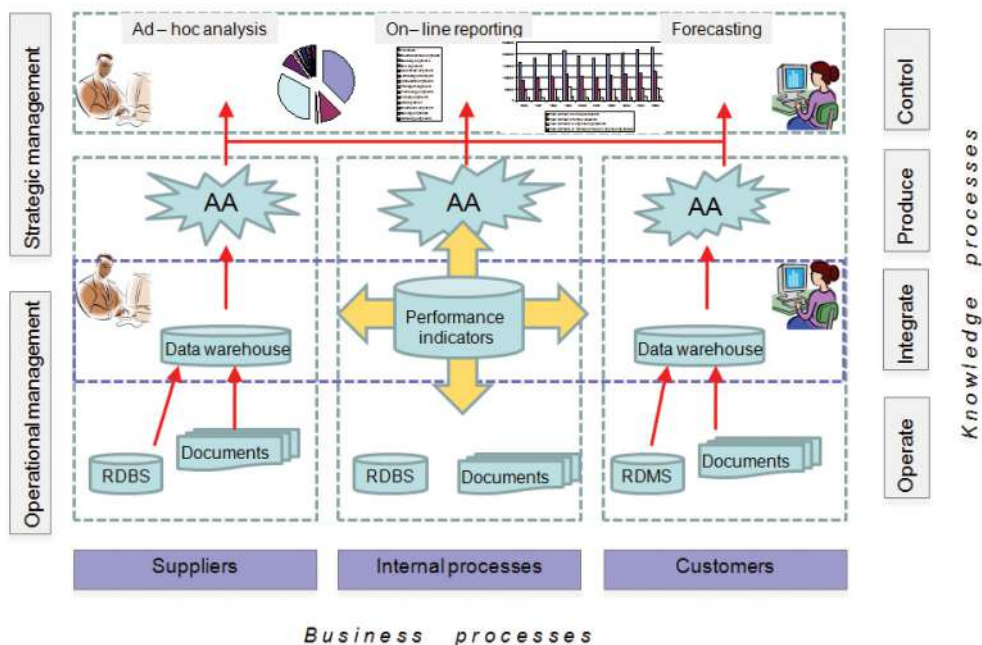 Ad – hoc analysis
On – line reporting
Forecasting
Strategic management
Control
AA
AA
AA
Produce
Knowledge processes
Performance
indicators
Data warehouse
Data warehouse
Integrate
Operational management
RDBS
Documents
RDBS
Documents
RDMS
Documents
Operate
Suppliers
Internal processes
Customers
Business processes